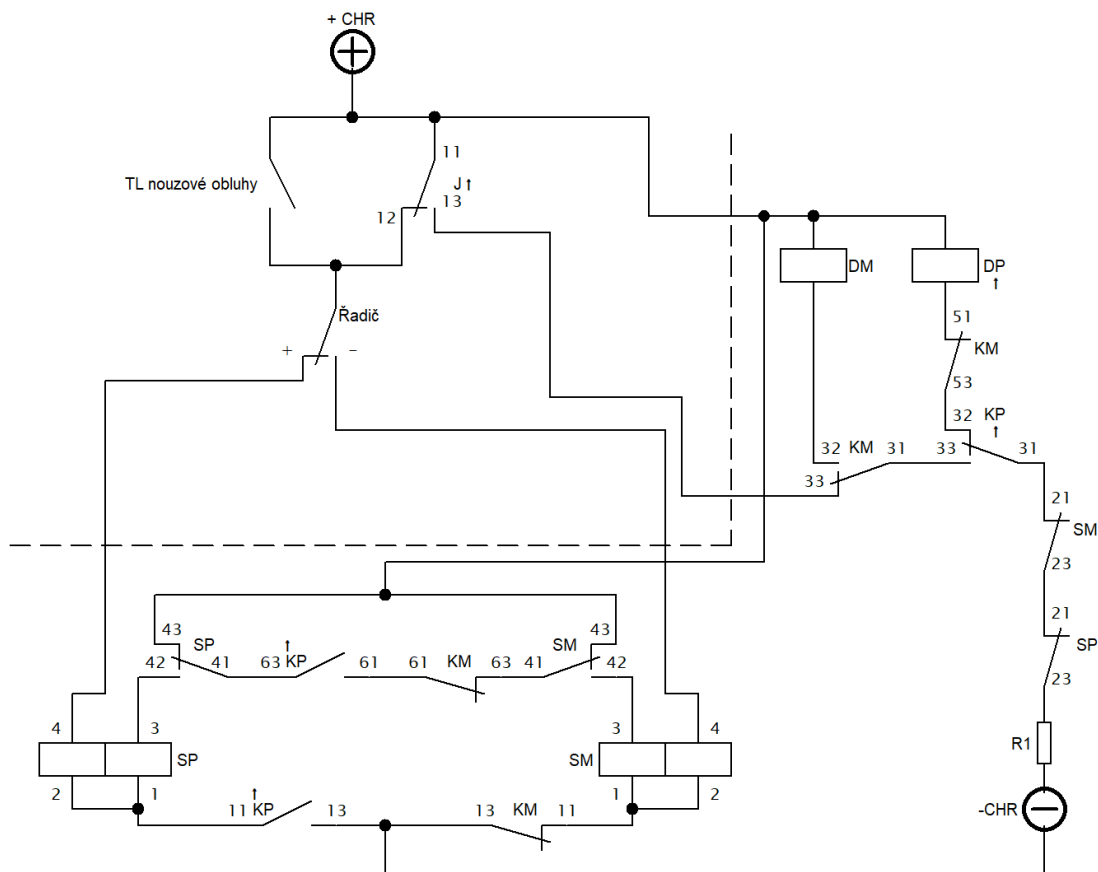 + CHR
11
TL nouzové obluhy
J ↑
12
13
DM
DP
↑
Řadič
+
−
51
KM
53
32
KP
↑
32
KM
31
33
31
33
21
SM
23
43
SP
↑
SM
43
21
SP
42
41
63
KP
61
61
KM
63
41
42
23
4
3
3
4
SP
SM
R1
2
1
↑
1
2
11
KP
13
13
KM
11
-CHR